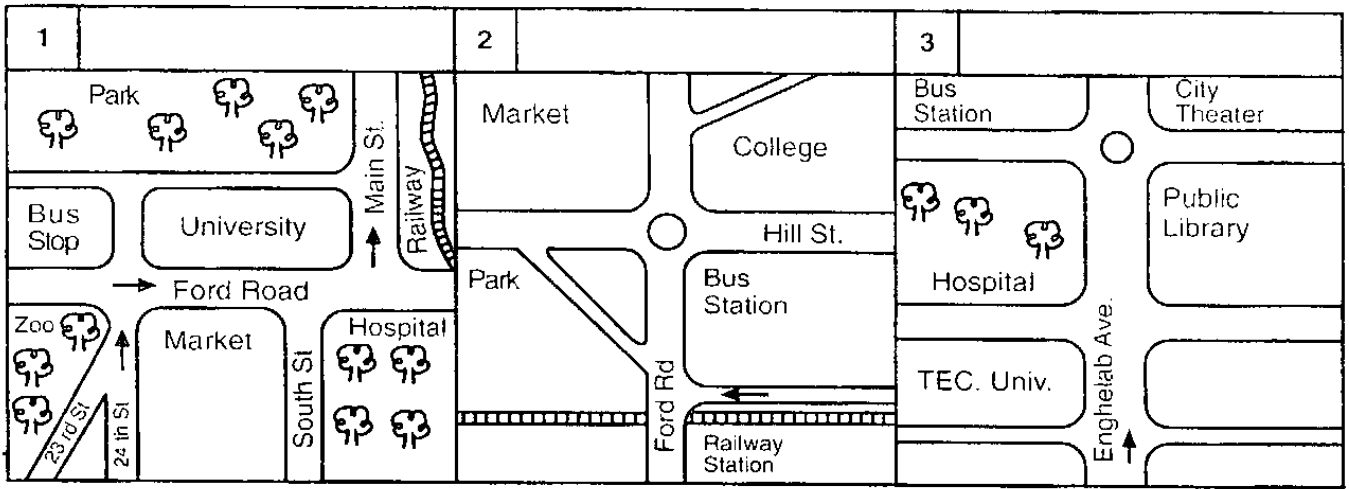 1
Park
Main St.
Railway
Bus
Stop
University
Ford Road
Zoo
Market
Hospital
23 rd St
24 th St
South St
2
Market
College
Hill St.
Park
Bus
Station
Ford Rd
Railway
Station
3
Bus
Station
City
Theater
Public
Library
Hospital
TEC. Univ.
Enghelab Ave.